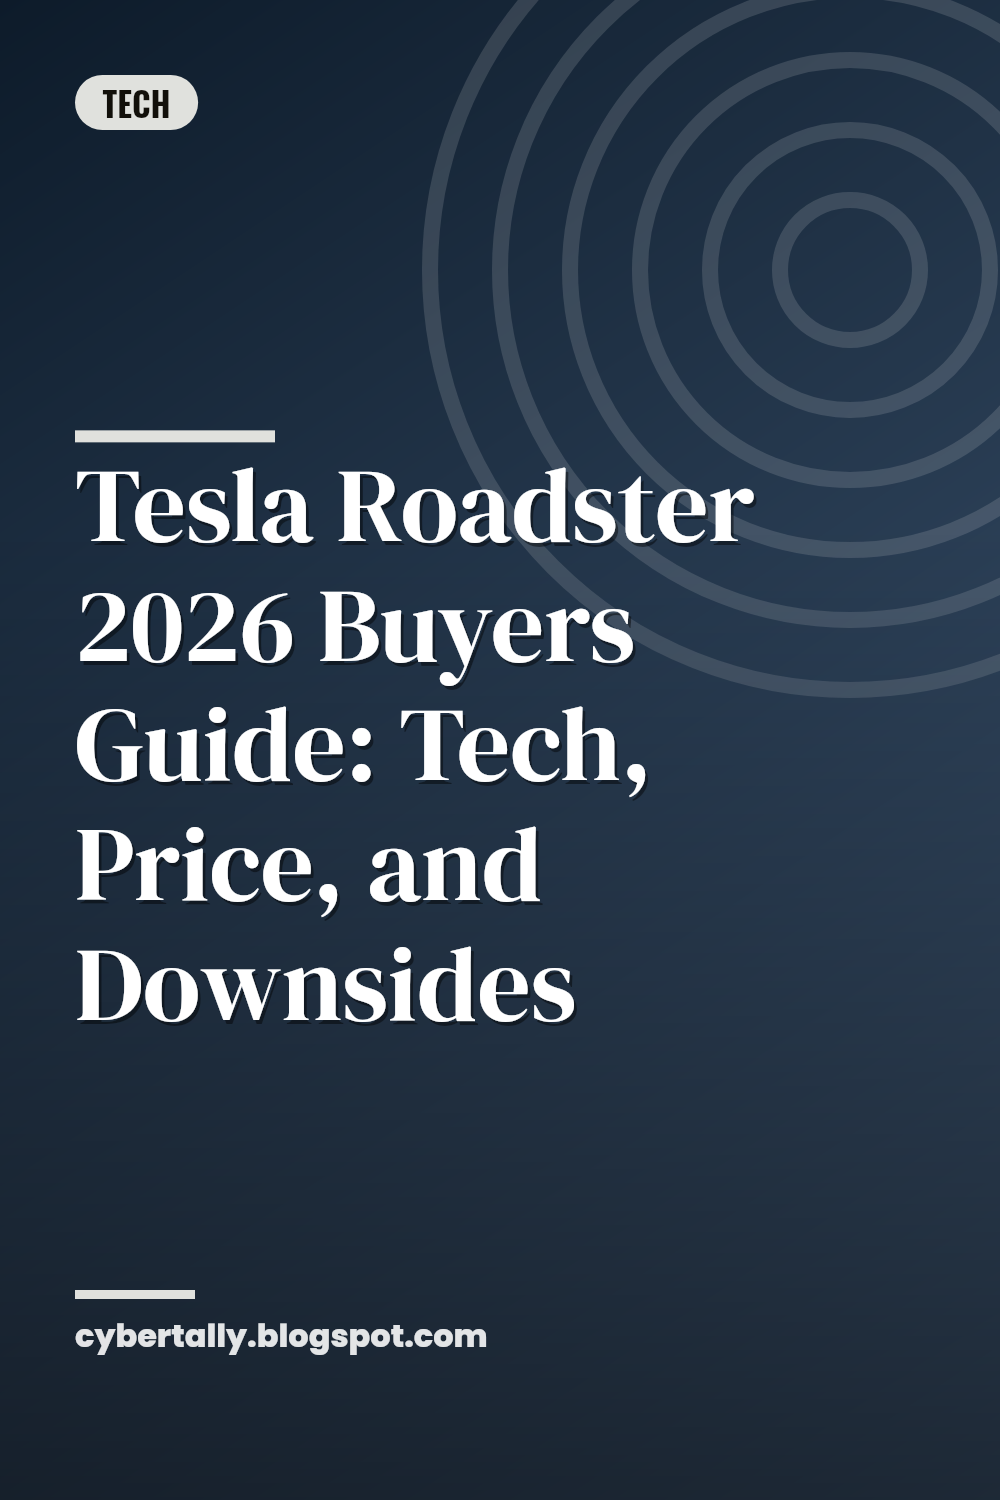 TECH
Tesla Roadster
2026 Buyers
Guide: Tech,
Price, and
Downsides
cybertally.blogspot.com